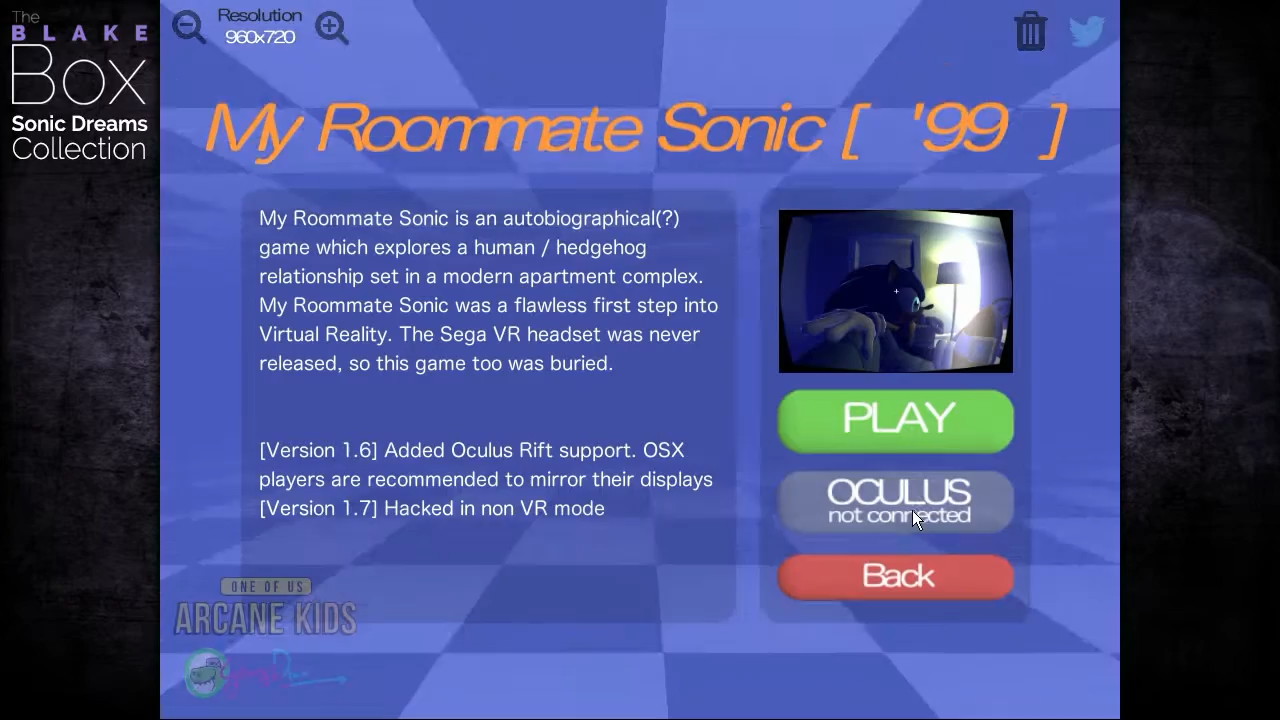 The
BLAKE
Box
Sonic Dreams
Collection
Resolution
960x720
My Roommate Sonic [ '99 ]
My Roommate Sonic is an autobiographical(?)
game which explores a human / hedgehog
relationship set in a modern apartment complex.
My Roommate Sonic was a flawless first step into
Virtual Reality. The Sega VR headset was never
released, so this game too was buried.
[Version 1.6] Added Oculus Rift support. OSX
players are recommended to mirror their displays
[Version 1.7] Hacked in non VR mode
PLAY
OCULUS
not connected
Back
ONE OF US
ARCANE KIDS